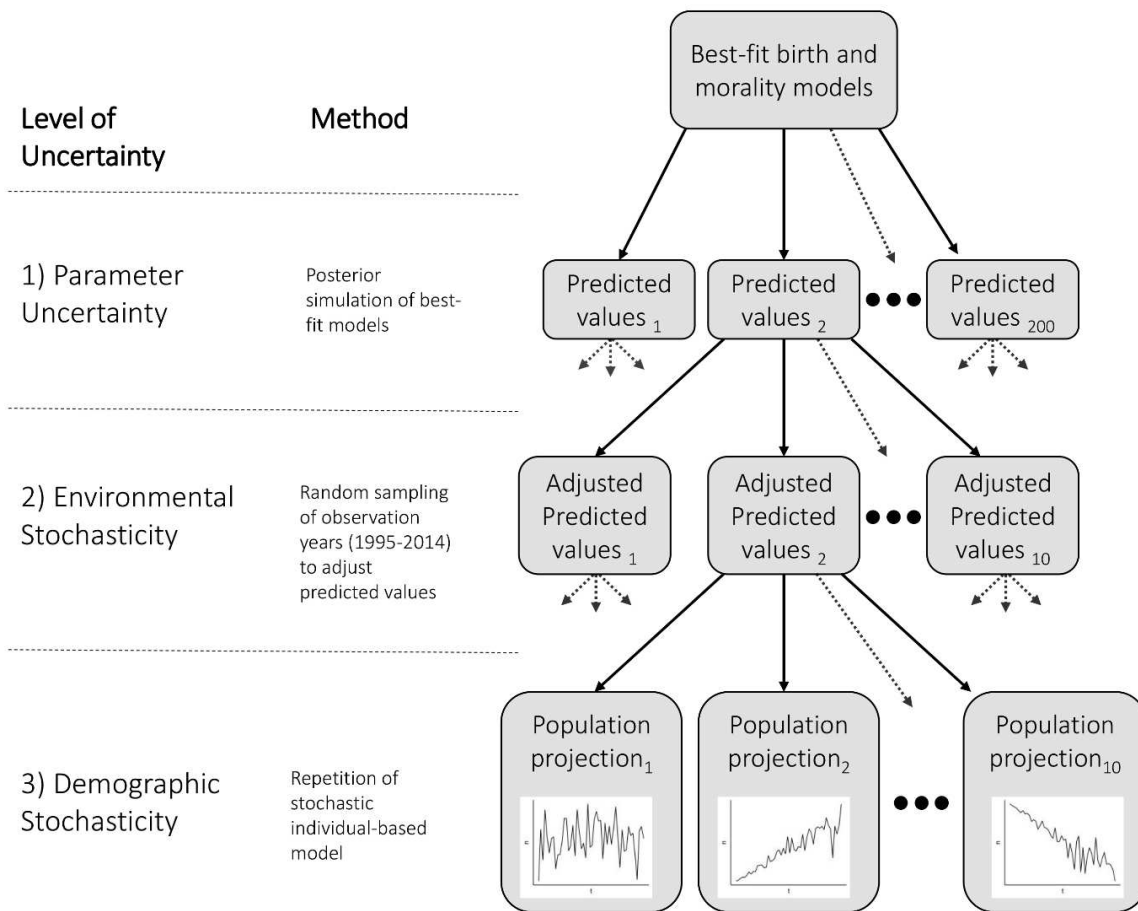 Best-fit birth and
morality models
Level of
Uncertainty
Method
1) Parameter
Uncertainty
Posterior
simulation of best-
fit models
Predicted
values 1
Predicted
values 2
Predicted
values 200
2) Environmental
Stochasticity
Random sampling
of observation
years (1995-2014)
to adjust
predicted values
Adjusted
Predicted
values 1
Adjusted
Predicted
values 2
Adjusted
Predicted
values 10
3) Demographic
Stochasticity
Repetition of
stochastic
individual-based
model
Population
projection1
n
t
Population
projection2
n
t
Population
projection10
n
t